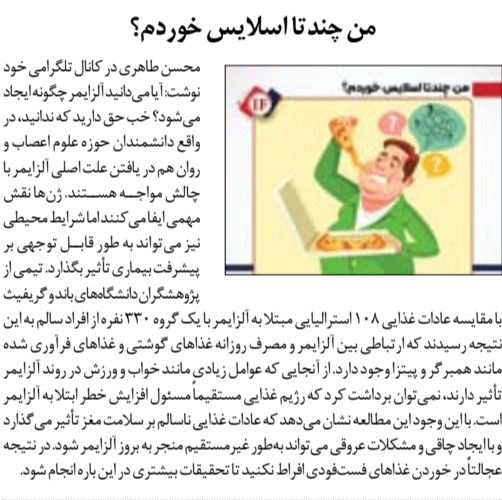 من چند تا اسلایس خوردم؟
من چند تا اسلایس خوردم؟
IF
?
?
محسن طاهری در کانال تلگرامی خود
نوشت: آیا می‌دانید آلزایمر چگونه ایجاد
می‌شود؟ خب حق دارید که ندانید، در
واقع دانشمندان حوزه علوم اعصاب و
روان هم در یافتن علت اصلی آلزایمر با
چالش مواجه هستند. ژن‌ها نقش
مهمی ایفا می‌کنند اما شرایط محیطی
نیز می‌تواند به طور قابل توجهی بر
پیشرفت بیماری تأثیر بگذارد. تیمی از
پژوهشگران دانشگاه‌های باند و گریفیث
با مقایسه عادات غذایی ۱۰۸ استرالیایی مبتلا به آلزایمر با یک گروه ۳۳۰ نفره از افراد سالم به این
نتیجه رسیدند که ارتباطی بین آلزایمر و مصرف روزانه غذاهای گوشتی و غذاهای فرآوری شده
مانند همبرگر و پیتزا وجود دارد. از آنجایی که عوامل زیادی مانند خواب و ورزش در روند آلزایمر
تأثیر دارند، نمی‌توان برداشت کرد که رژیم غذایی مستقیماً مسئول افزایش خطر ابتلا به آلزایمر
است. با این وجود این مطالعه نشان می‌دهد که عادات غذایی ناسالم بر سلامت مغز تأثیر می‌گذارد
و با ایجاد چاقی و مشکلات عروقی می‌تواند به‌طور غیرمستقیم منجر به بروز آلزایمر شود. در نتیجه
عجالتاً در خوردن غذاهای فست‌فودی افراط نکنید تا تحقیقات بیشتری در این باره انجام شود.